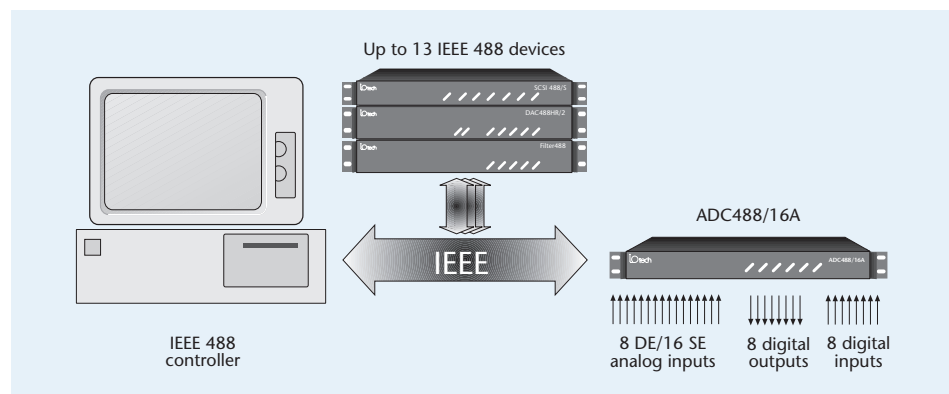 Up to 13 IEEE 488 devices
IOtech SCSI 488/S
IOtech DAC488HR/2
IOtech Filter488
ADC488/16A
IEEE
IOtech ADC488/16A
IEEE 488
controller
8 DE/16 SE
analog inputs
8 digital
outputs
8 digital
inputs